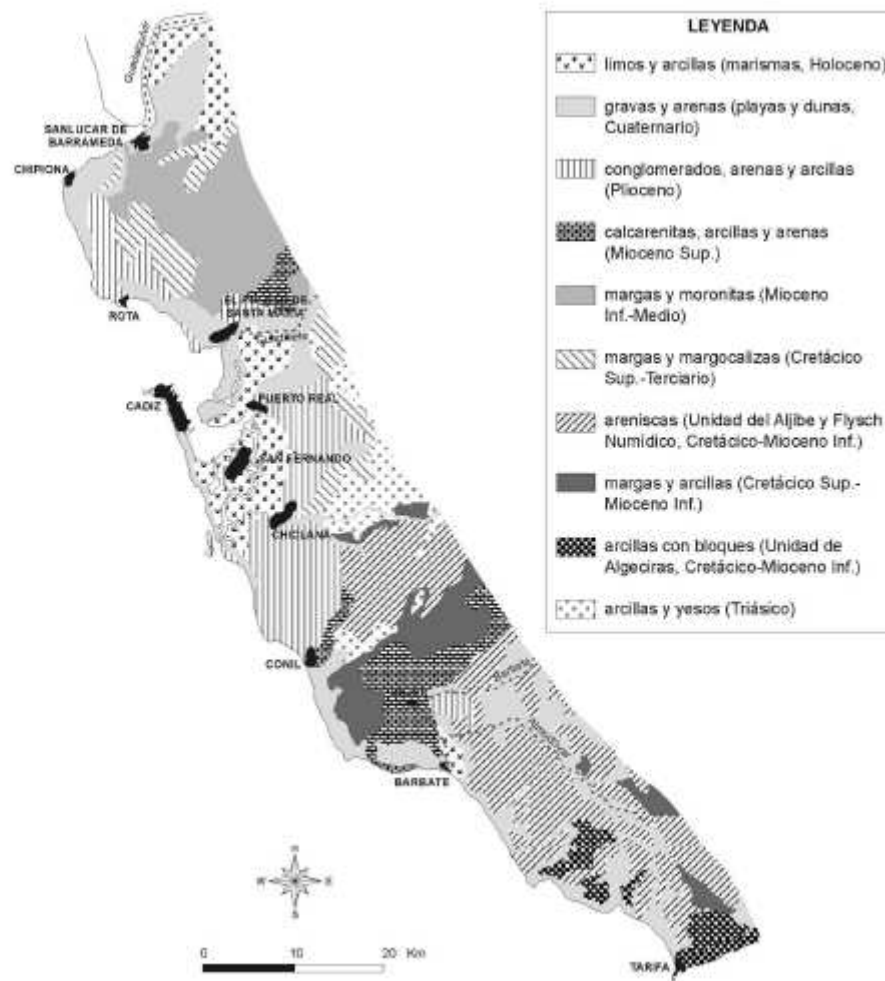 LEYENDA
limos y arcillas (marismas, Holoceno)
gravas y arenas (playas y dunas,
Cuaternario)
conglomerados, arenas y arcillas
(Plioceno)
calcarenitas, arcillas y arenas
(Mioceno Sup.)
margas y moronitas (Mioceno
Inf.-Medio)
margas y margocalizas (Cretácico
Sup.-Terciario)
areniscas (Unidad del Aljibe y Flysch
Numídico, Cretácico-Mioceno Inf.)
margas y arcillas (Cretácico Sup.-
Mioceno Inf.)
arcillas con bloques (Unidad de
Algeciras, Cretácico-Mioceno Inf.)
arcillas y yesos (Triásico)
Guadalquivir
SANLUCAR DE
BARRAMEDA
CHIPIONA
ROTA
EL PUERTO DE
SANTA MARIA
Guadalete
CADIZ
PUERTO REAL
SAN FERNANDO
CHICLANA
CONIL
Barbate
BARBATE
TARIFA
N
W
E
S
0
10
20
Km